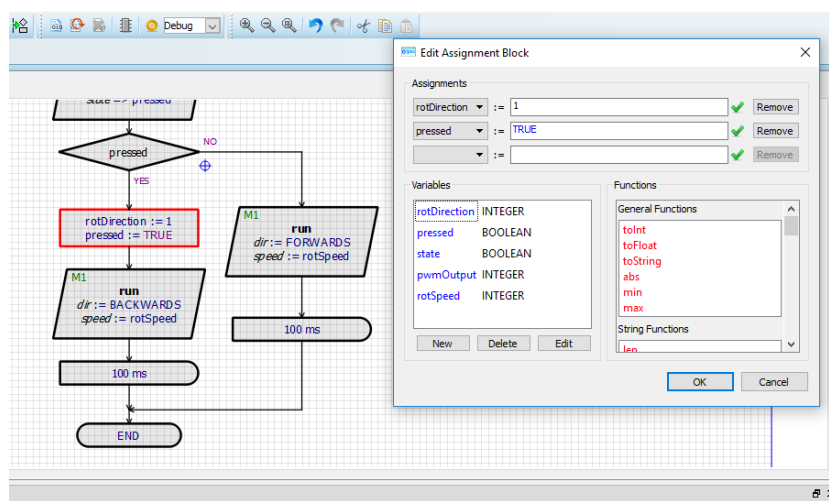 Debug
state => pressed
pressed
NO
YES
rotDirection := 1
pressed := TRUE
M1
run
dir := FORWARDS
speed := rotSpeed
M1
run
dir := BACKWARDS
speed := rotSpeed
100 ms
100 ms
END
Edit Assignment Block
Assignments
rotDirection := 1 Remove
pressed := TRUE Remove
:= Remove
Variables
rotDirection INTEGER
pressed BOOLEAN
state BOOLEAN
pwmOutput INTEGER
rotSpeed INTEGER
New Delete Edit
Functions
General Functions
toInt
toFloat
toString
abs
min
max
String Functions
len
OK Cancel